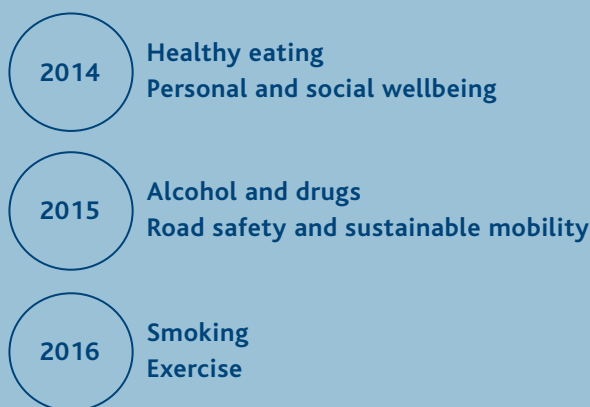 2014
Healthy eating
Personal and social wellbeing
2015
Alcohol and drugs
Road safety and sustainable mobility
2016
Smoking
Exercise